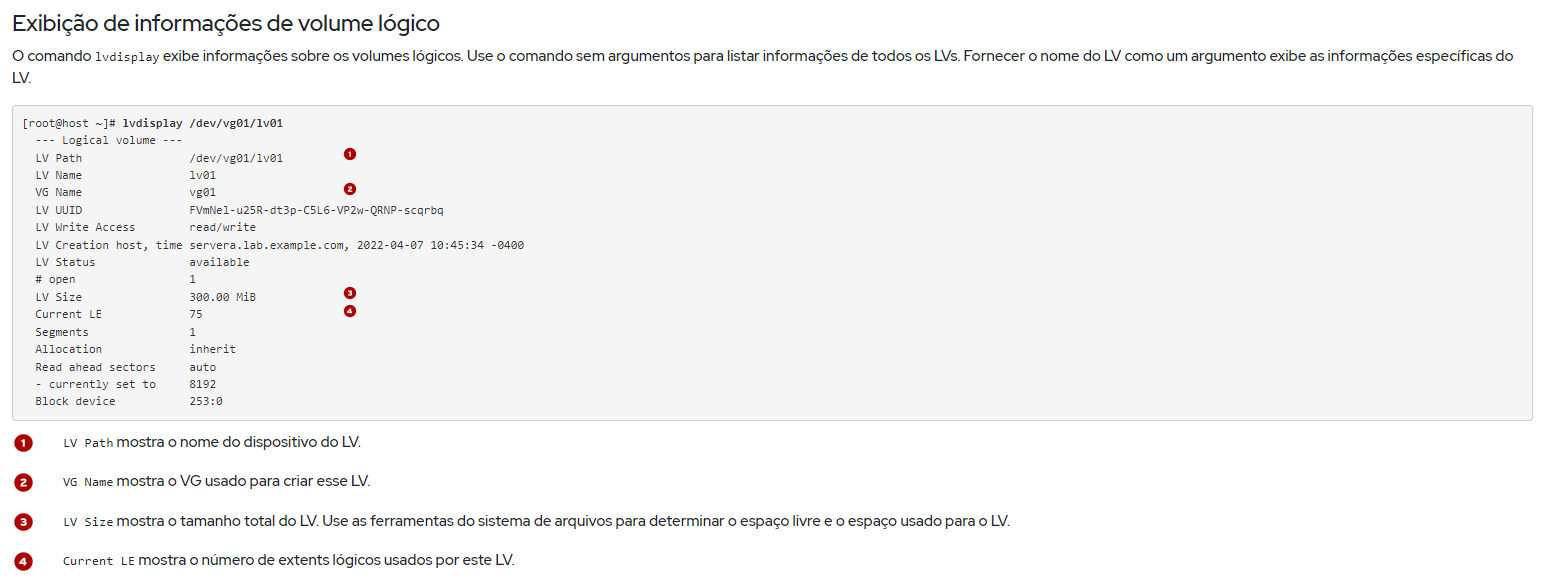 Exibição de informações de volume lógico
O comando lvdisplay exibe informações sobre os volumes lógicos. Use o comando sem argumentos para listar informações de todos os LVs. Fornecer o nome do LV como um argumento exibe as informações específicas do
LV.
[root@host ~]# lvdisplay /dev/vg01/lv01
--- Logical volume ---
LV Path /dev/vg01/lv01 1
LV Name lv01
VG Name vg01 2
LV UUID FVmNel-u25R-dt3p-C5L6-VP2w-QRNP-scqrbq
LV Write Access read/write
LV Creation host, time servera.lab.example.com, 2022-04-07 10:45:34 -0400
LV Status available
# open 1
LV Size 300.00 MiB 3
Current LE 75 4
Segments 1
Allocation inherit
Read ahead sectors auto
- currently set to 8192
Block device 253:0
1 LV Path mostra o nome do dispositivo do LV.
2 VG Name mostra o VG usado para criar esse LV.
3 LV Size mostra o tamanho total do LV. Use as ferramentas do sistema de arquivos para determinar o espaço livre e o espaço usado para o LV.
4 Current LE mostra o número de extents lógicos usados por este LV.